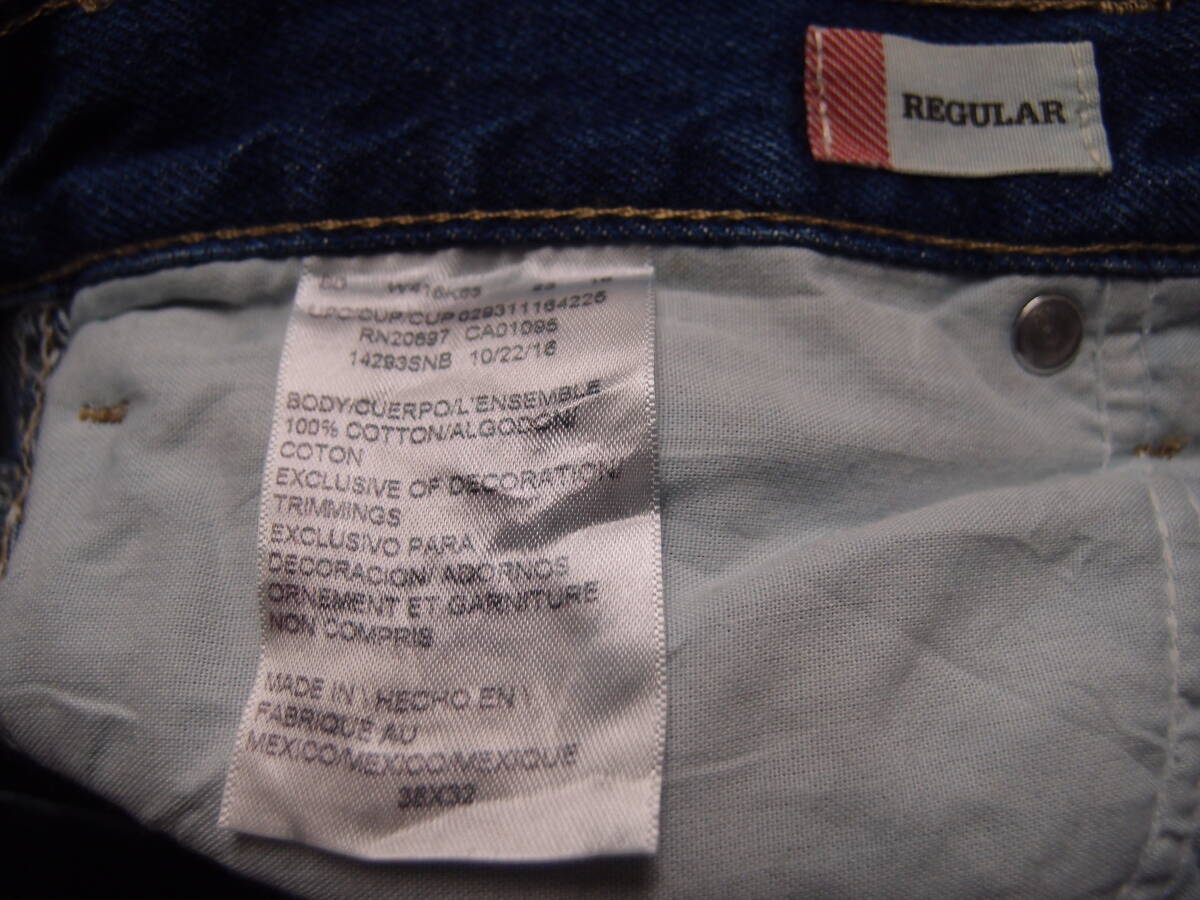 REGULAR
UPC/CUP/CUP 029311164225
RN20697 CA01095
14293SNB 10/22/16
BODY/CUERPO/L'ENSEMBLE
100% COTTON/ALGODON/
COTON
EXCLUSIVE OF DECORATION/
TRIMMINGS
EXCLUSIVO PARA
DECORACION/ ADORNOS
ORNEMENT ET GARNITURE
NON COMPRIS
MADE IN \ HECHO EN \
FABRIQUE AU
MEXICO/MEXICO/MEXIQUE